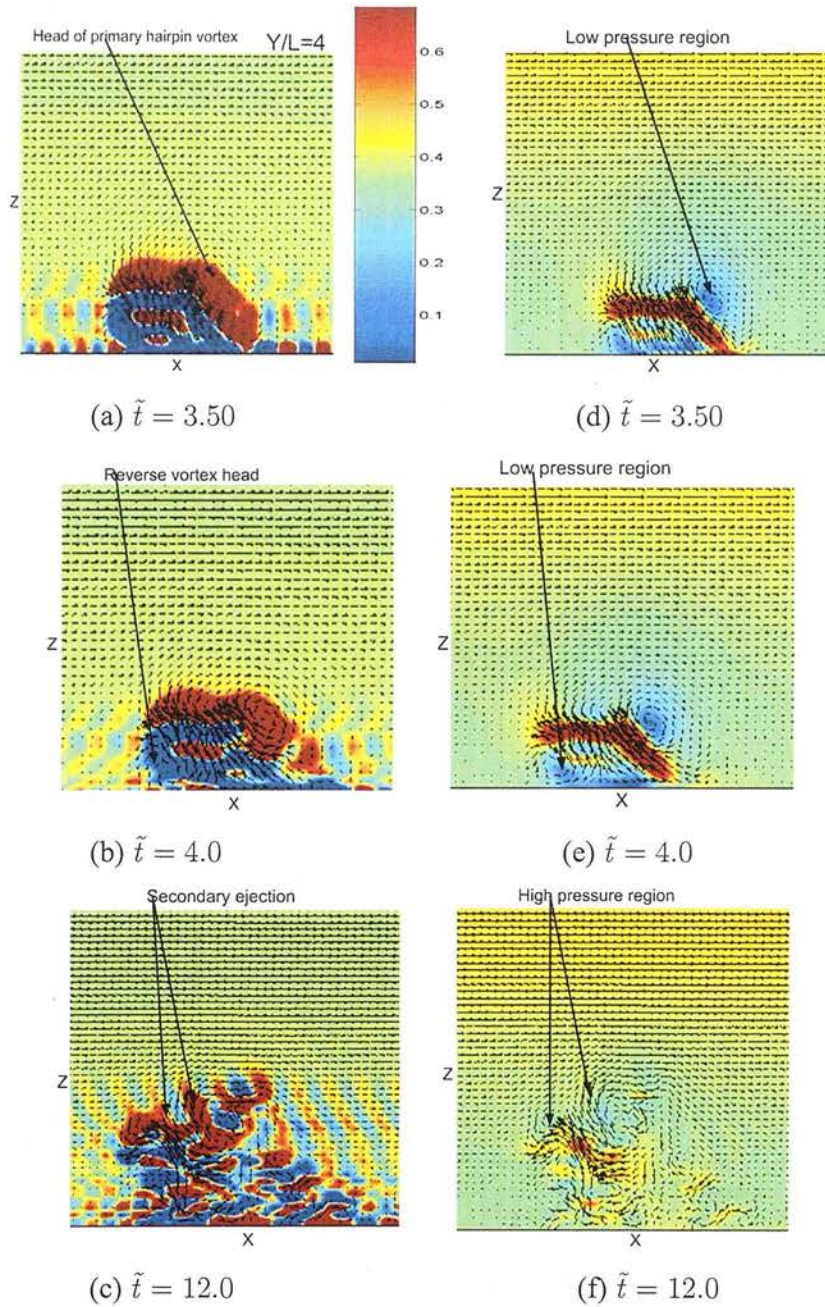 Head of primary hairpin vortex
Y/L=4
Z
X
0.6
0.5
0.4
0.3
0.2
0.1
Low pressure region
X
(a) t̃ = 3.50
(d) t̃ = 3.50
Reverse vortex head
Z
X
Low pressure region
Z
X
(b) t̃ = 4.0
(e) t̃ = 4.0
Secondary ejection
Z
X
High pressure region
Z
X
(c) t̃ = 12.0
(f) t̃ = 12.0